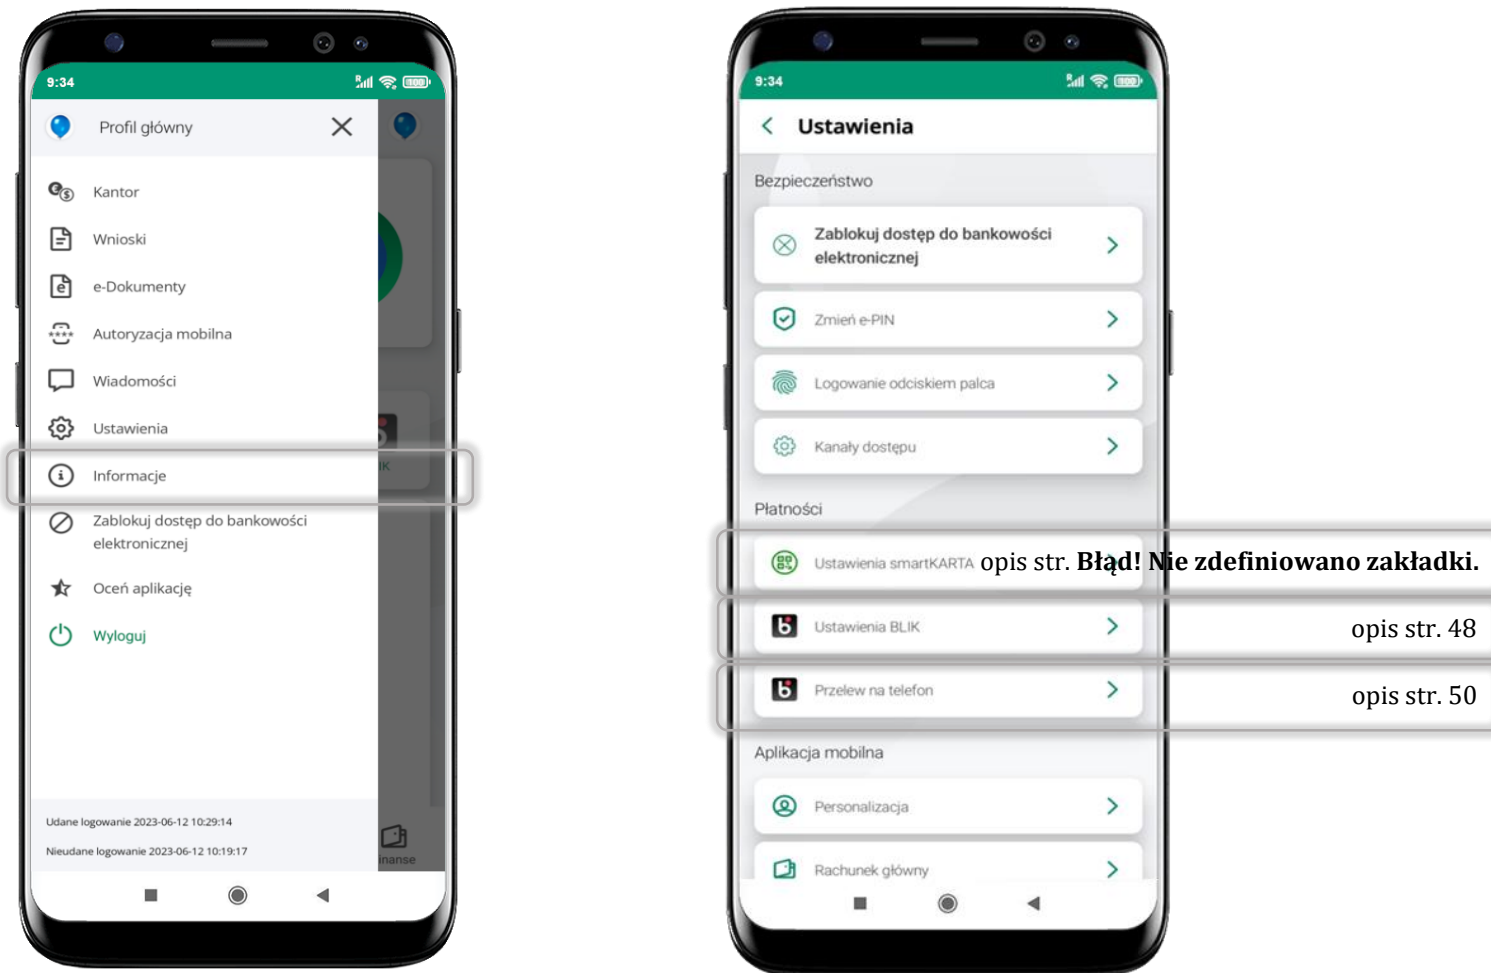 9:34
Profil główny
Kantor
Wnioski
e-Dokumenty
Autoryzacja mobilna
Wiadomości
Ustawienia
Informacje
Zablokuj dostęp do bankowości
elektronicznej
Oceń aplikację
Wyloguj
Udane logowanie 2023-06-12 10:29:14
Nieudane logowanie 2023-06-12 10:19:17
IK
inanse
9:34
Ustawienia
Bezpieczeństwo
Zablokuj dostęp do bankowości
elektronicznej
Zmień e-PIN
Logowanie odciskiem palca
Kanały dostępu
Płatności
Ustawienia smartKARTA opis str. Błąd! Nie zdefiniowano zakładki.
Ustawienia BLIK opis str. 48
Przelew na telefon opis str. 50
Aplikacja mobilna
Personalizacja
Rachunek główny